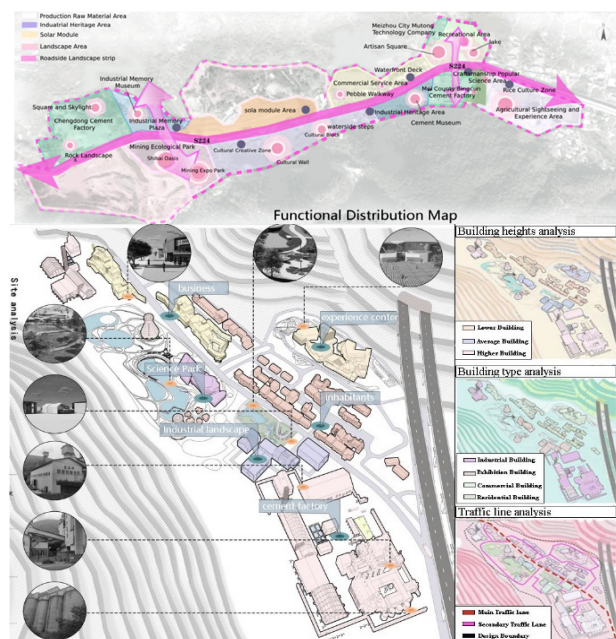 Production Raw Material Area
Industrial Heritage Area
Solar Module
Landscape Area
Roadside Landscape strip
Meizhou City Mutong
Technology Company
Recreational Area
lake
Artisan Square
S224
Waterfront Deck
Craftsmanship Popular
Science Area
Commercial Service Area
Rice Culture Zone
Industrial Memory
Museum
Pebble Walkway
Cement Factory
Square and Skylight
Chengdong Cement
Factory
Industrial Memory
Plaza
sola module Area
Industrial Heritage Area
Agricultural Sightseeing and
Experience Area
Cement Museum
S224
waterside steps
Rock Landscape
Mining Ecological Park
Shihai Oasis
Cultural Creative Zone
Cultural Wall
Mining Expo Park
Functional Distribution Map
Site analysis
business
experience center
Science Park
inhabitants
Industrial landscape
cement factory
Building heights analysis
Lower Building
Average Building
Higher Building
Building type analysis
Industrial Building
Exhibition Building
Commercial Building
Residential Building
Traffic line analysis
Main Traffic lane
Secondary Traffic Lane
Design Boundary